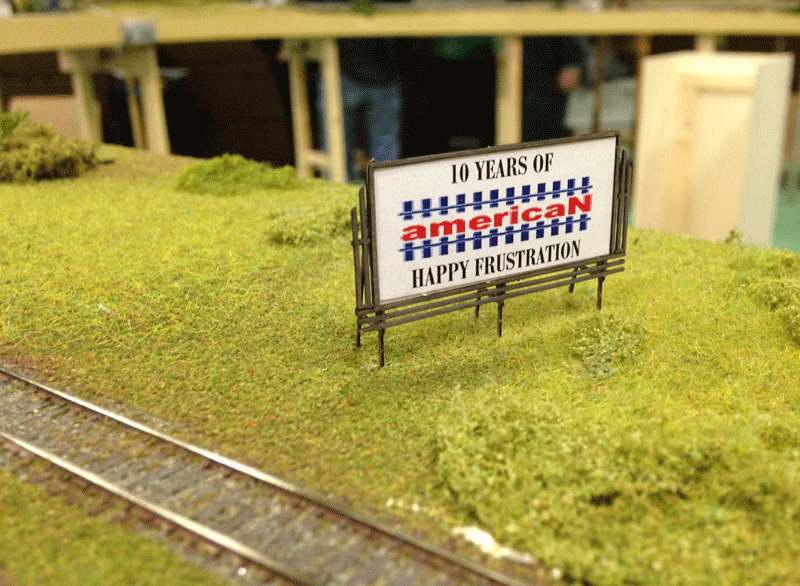 10 YEARS OF
americaN
HAPPY FRUSTRATION